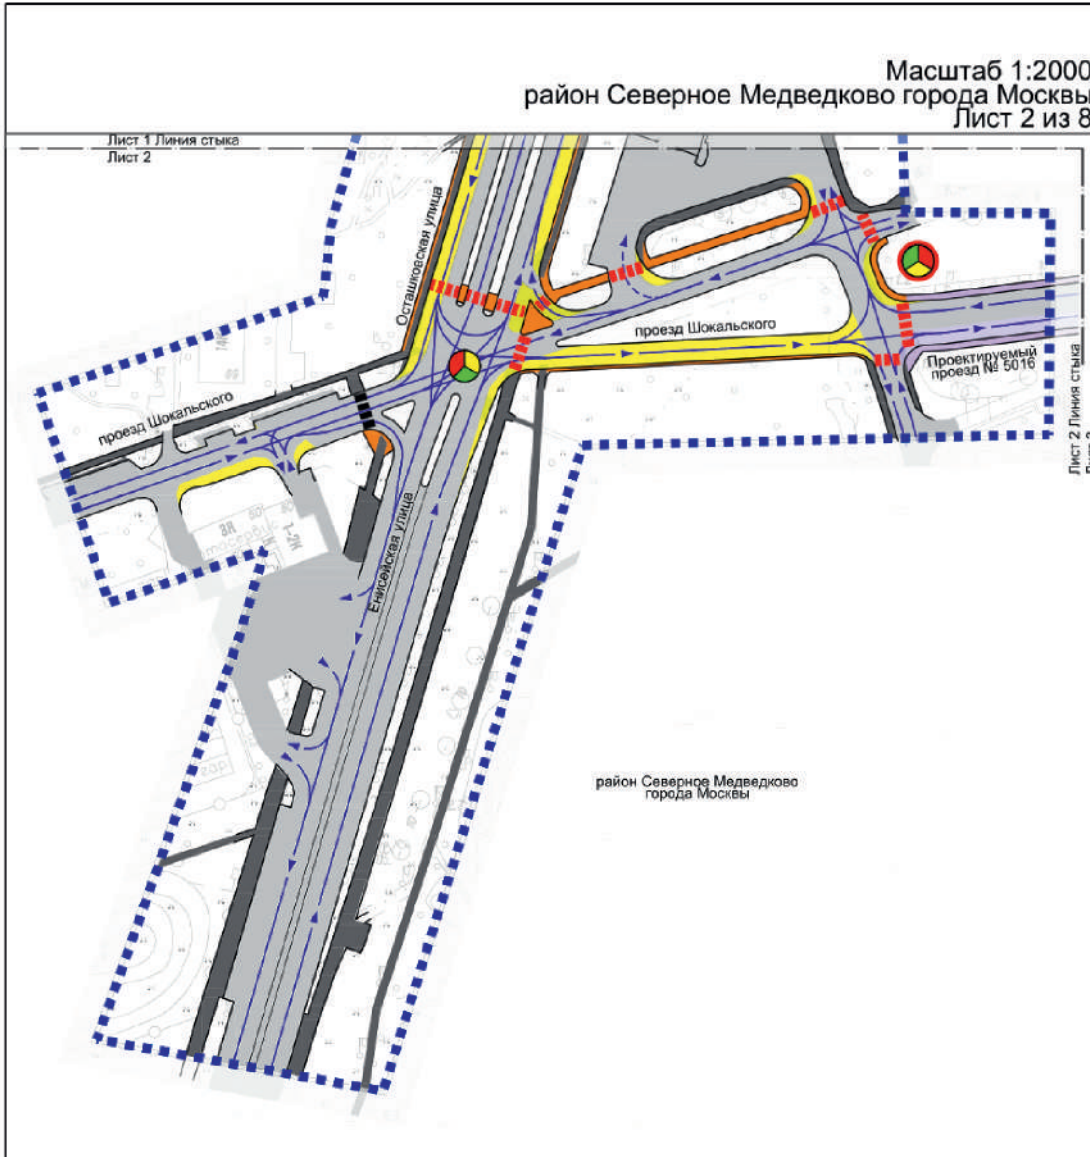 Масштаб 1:2000
район Северное Медведково города Москвы
Лист 2 из 8
Лист 1 Линия стыка
Лист 2
Осташковская улица
проезд Шокальского
Проектируемый
проезд № 5016
проезд Шокальского
Лист 2 Линия стыка
Енисейская улица
район Северное Медведково
города Москвы